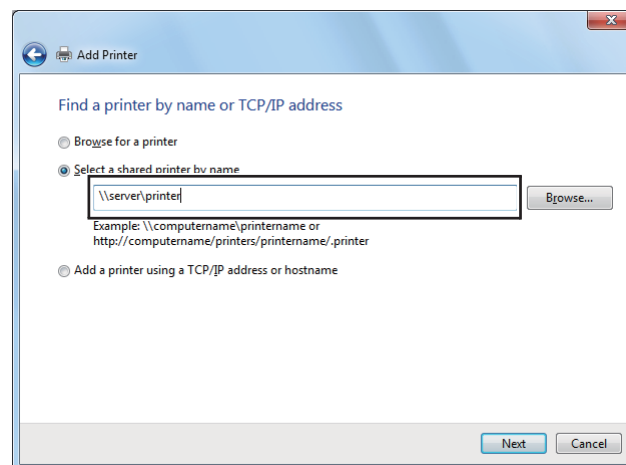 Add Printer
Find a printer by name or TCP/IP address
Browse for a printer
Select a shared printer by name
\\server\printer
Browse...
Example: \\computername\printername or
http://computername/printers/printername/.printer
Add a printer using a TCP/IP address or hostname
Next Cancel